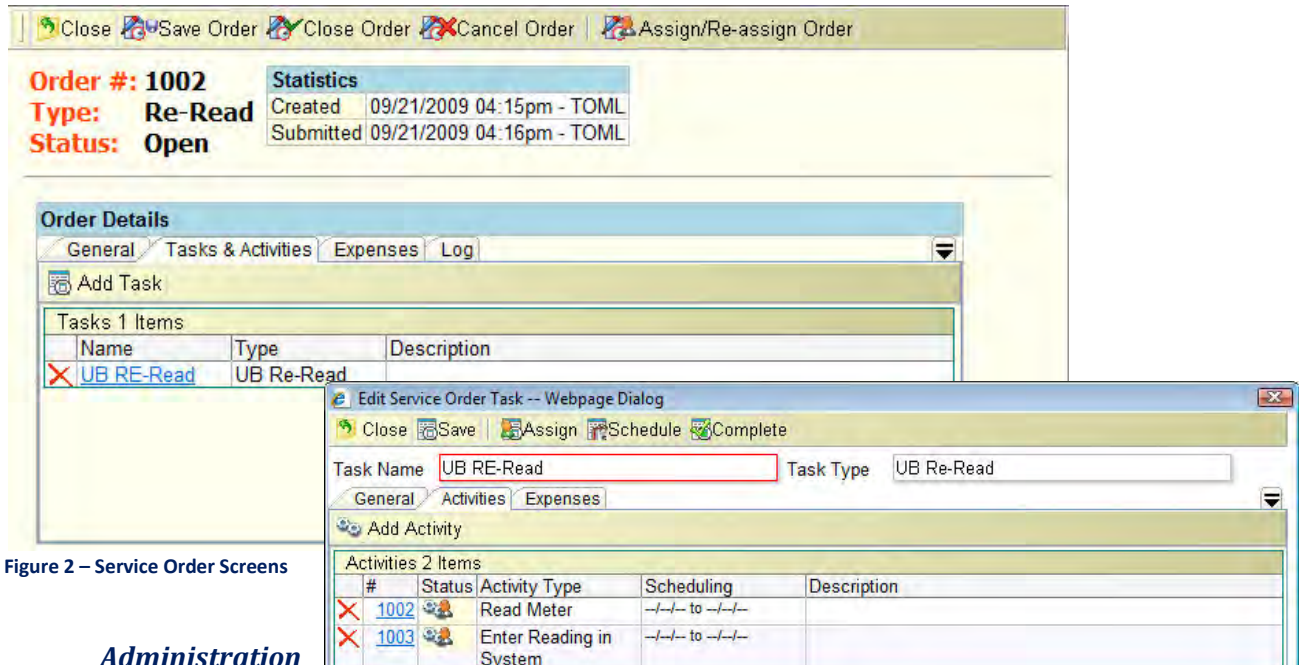 Close Save Order Close Order Cancel Order Assign/Re-assign Order
Order #: 1002
Type: Re-Read
Status: Open
Statistics
Created 09/21/2009 04:15pm - TOML
Submitted 09/21/2009 04:16pm - TOML
Order Details
General Tasks & Activities Expenses Log
Add Task
Tasks 1 Items
Name Type Description
UB RE-Read UB Re-Read
Edit Service Order Task -- Webpage Dialog
Close Save Assign Schedule Complete
Task Name UB RE-Read Task Type UB Re-Read
General Activities Expenses
Add Activity
Activities 2 Items
# Status Activity Type Scheduling Description
1002 Read Meter --/--/-- to --/--/--
1003 Enter Reading in --/--/-- to --/--/--
System
Figure 2 – Service Order Screens
Administration